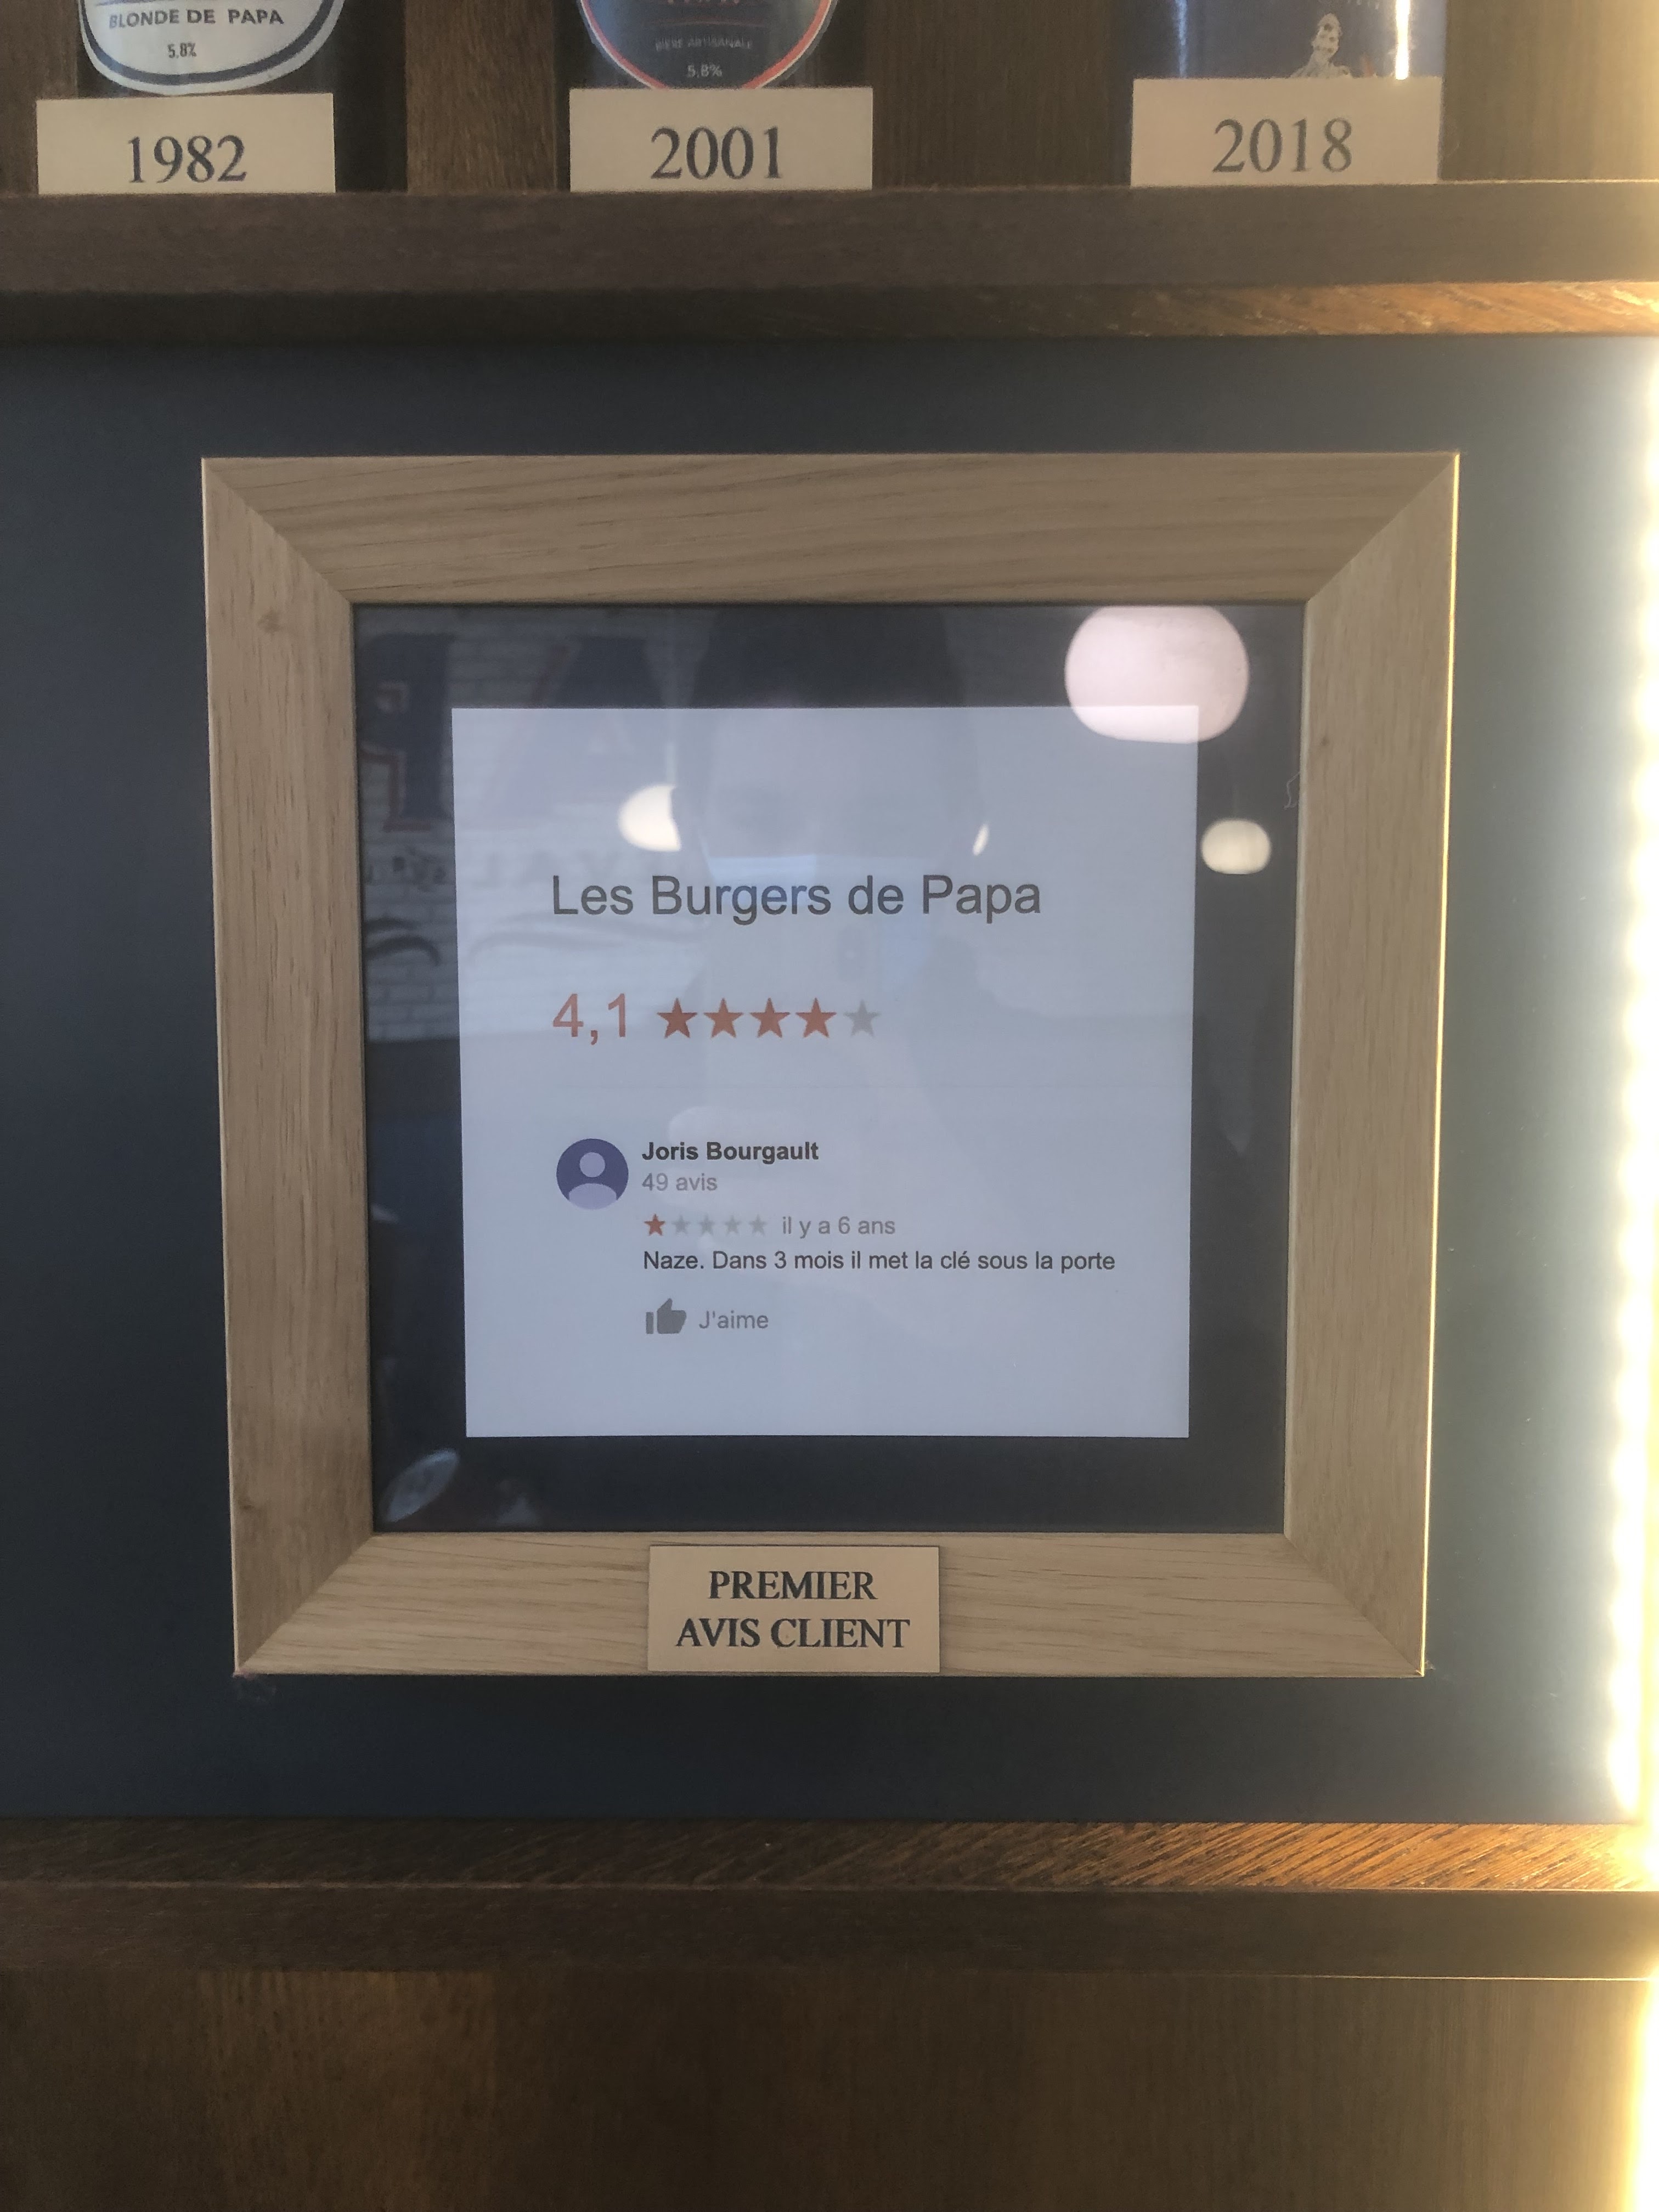 BLONDE DE PAPA
5.8%
BIÈRE ARTISANALE
5,8%
1982
2001
2018
Les Burgers de Papa
4,1
Joris Bourgault
49 avis
il y a 6 ans
Naze. Dans 3 mois il met la clé sous la porte
J'aime
PREMIER
AVIS CLIENT